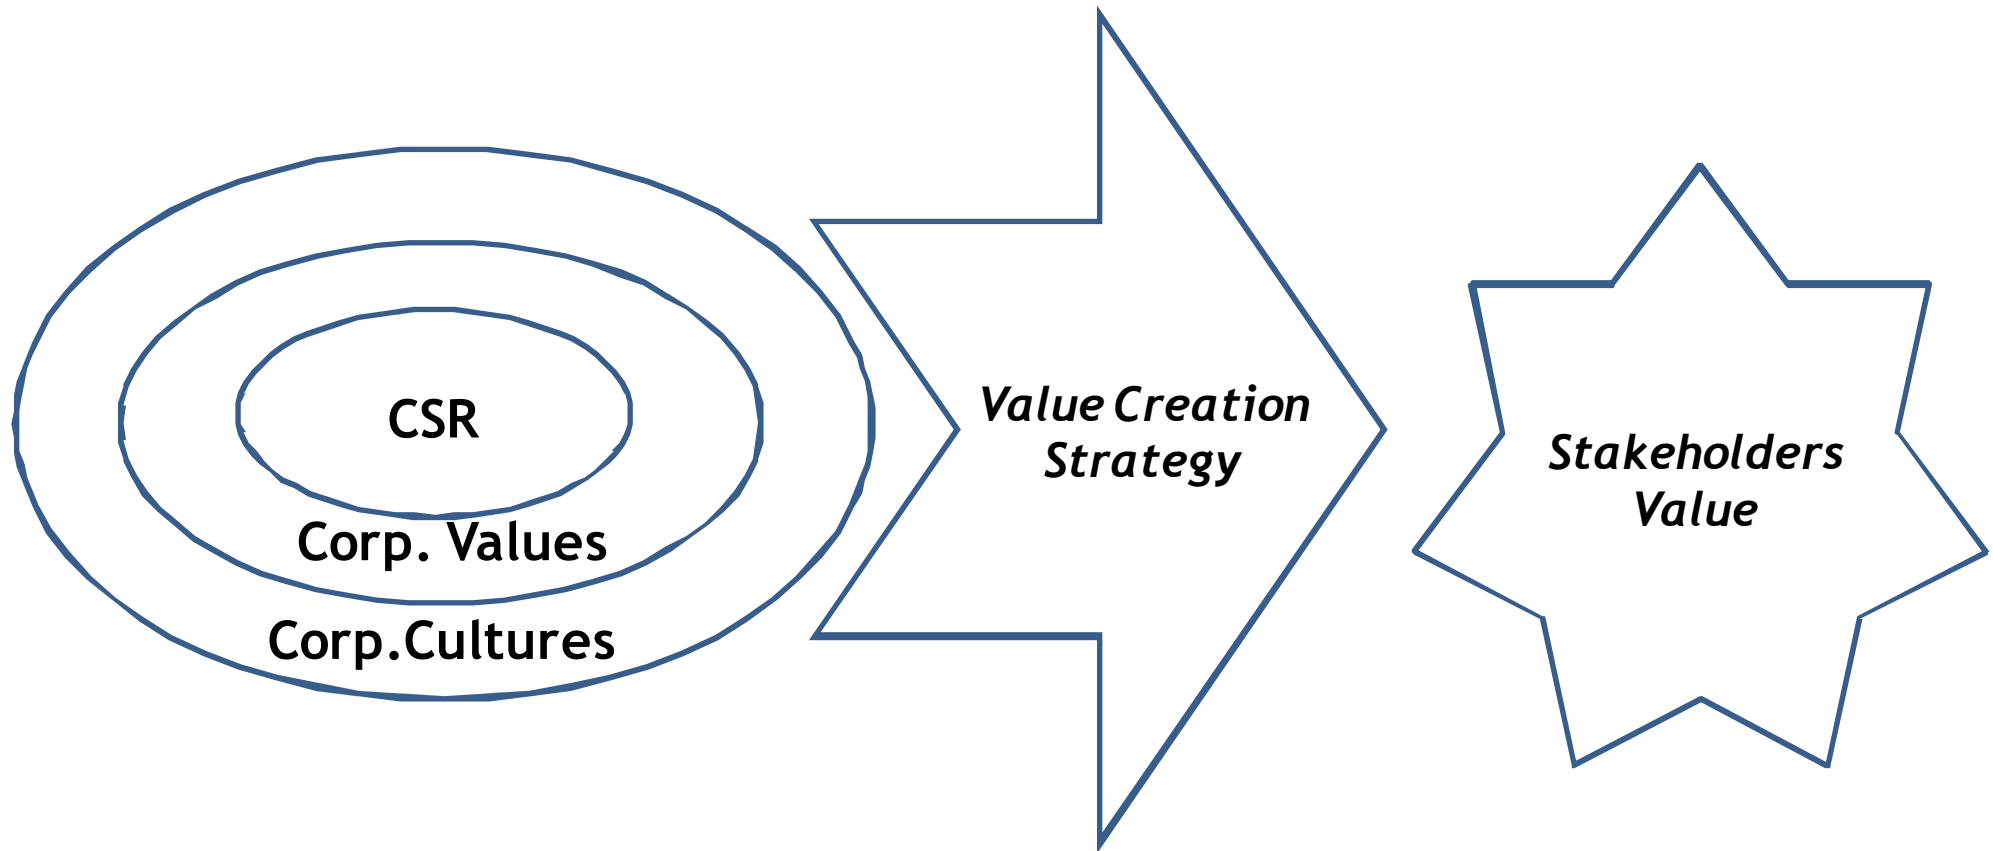 CSR
Corp. Values
Corp.Cultures
Value Creation
Strategy
Stakeholders
Value